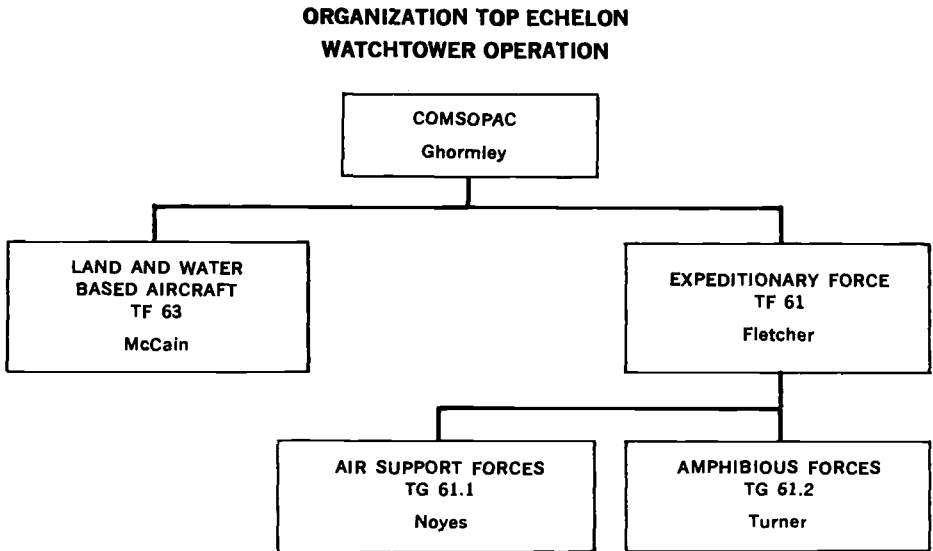 ORGANIZATION TOP ECHELON
WATCHTOWER OPERATION
COMSOPAC
Ghormley
LAND AND WATER
BASED AIRCRAFT
TF 63
McCain
EXPEDITIONARY FORCE
TF 61
Fletcher
AIR SUPPORT FORCES
TG 61.1
Noyes
AMPHIBIOUS FORCES
TG 61.2
Turner